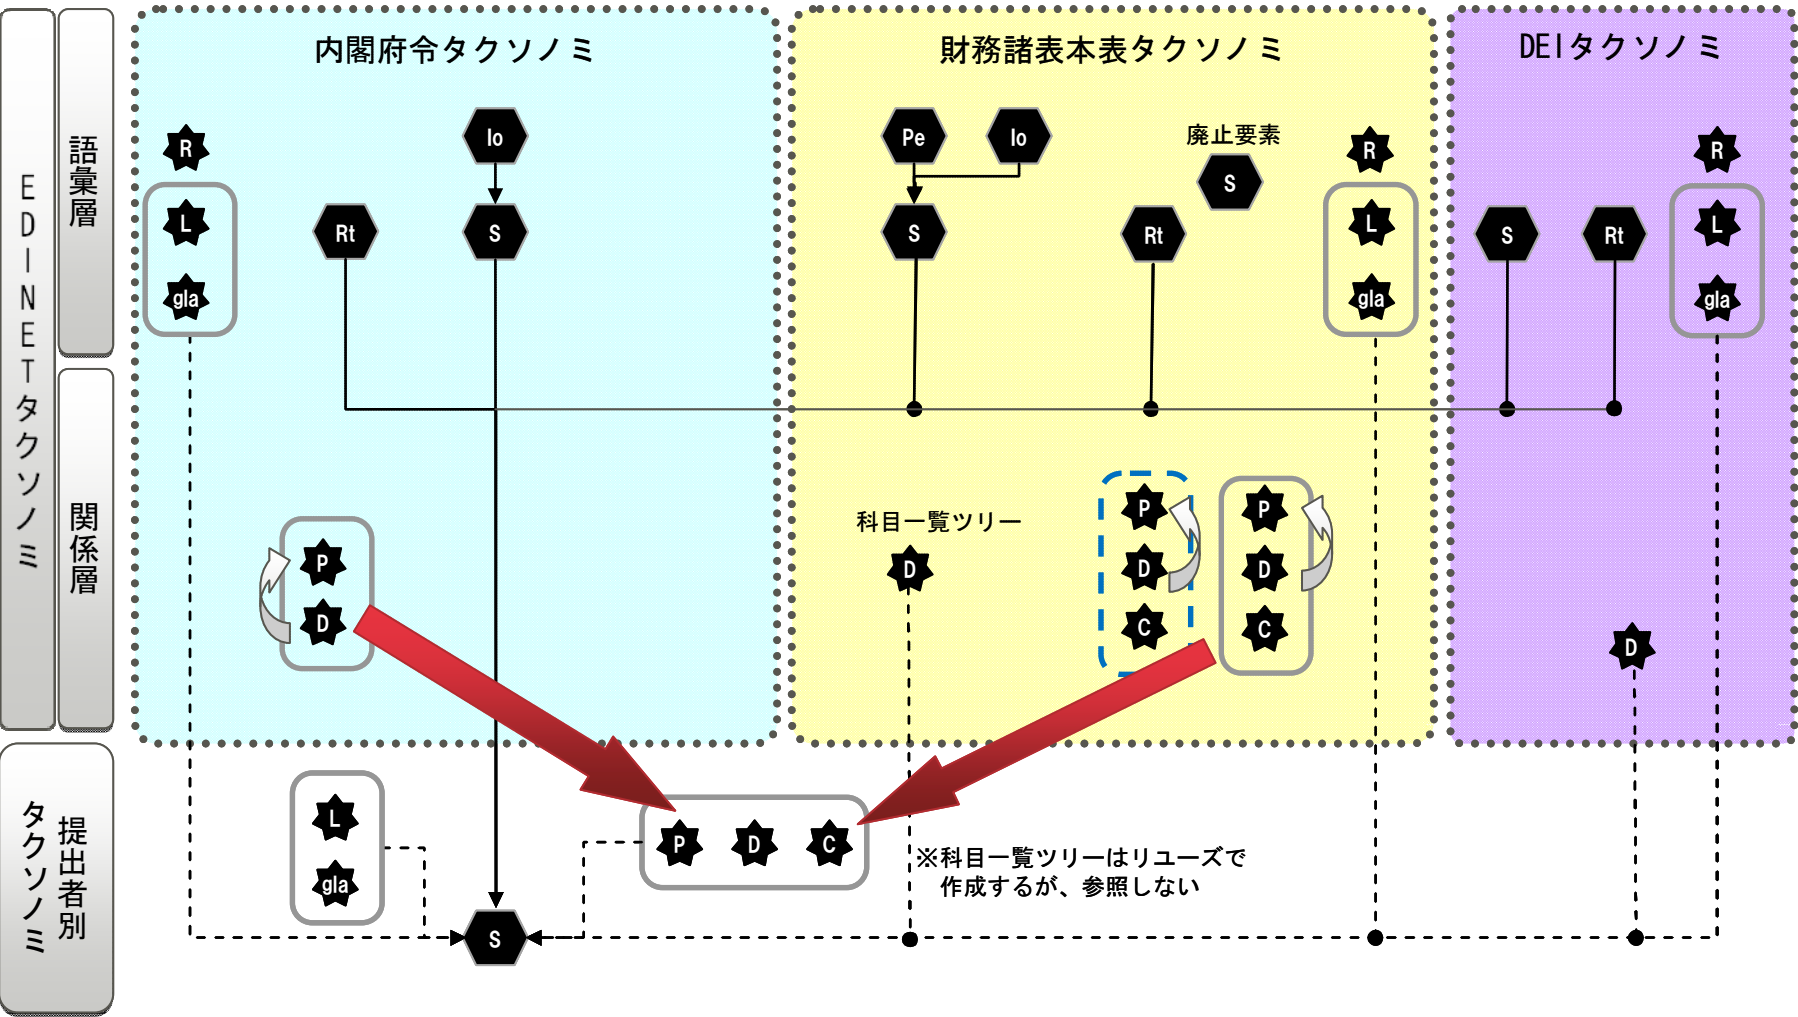 EDINETタクソノミ
語彙層
関係層
提出者別
タクソノミ
内閣府令タクソノミ
R
L
gla
Rt
Io
S
P
D
財務諸表本表タクソノミ
Pe
Io
S
廃止要素
S
Rt
R
L
gla
科目一覧ツリー
D
P
D
C
P
D
C
DEIタクソノミ
S
Rt
R
L
gla
D
L
gla
S
P D C
※科目一覧ツリーはリユーズで
作成するが、参照しない